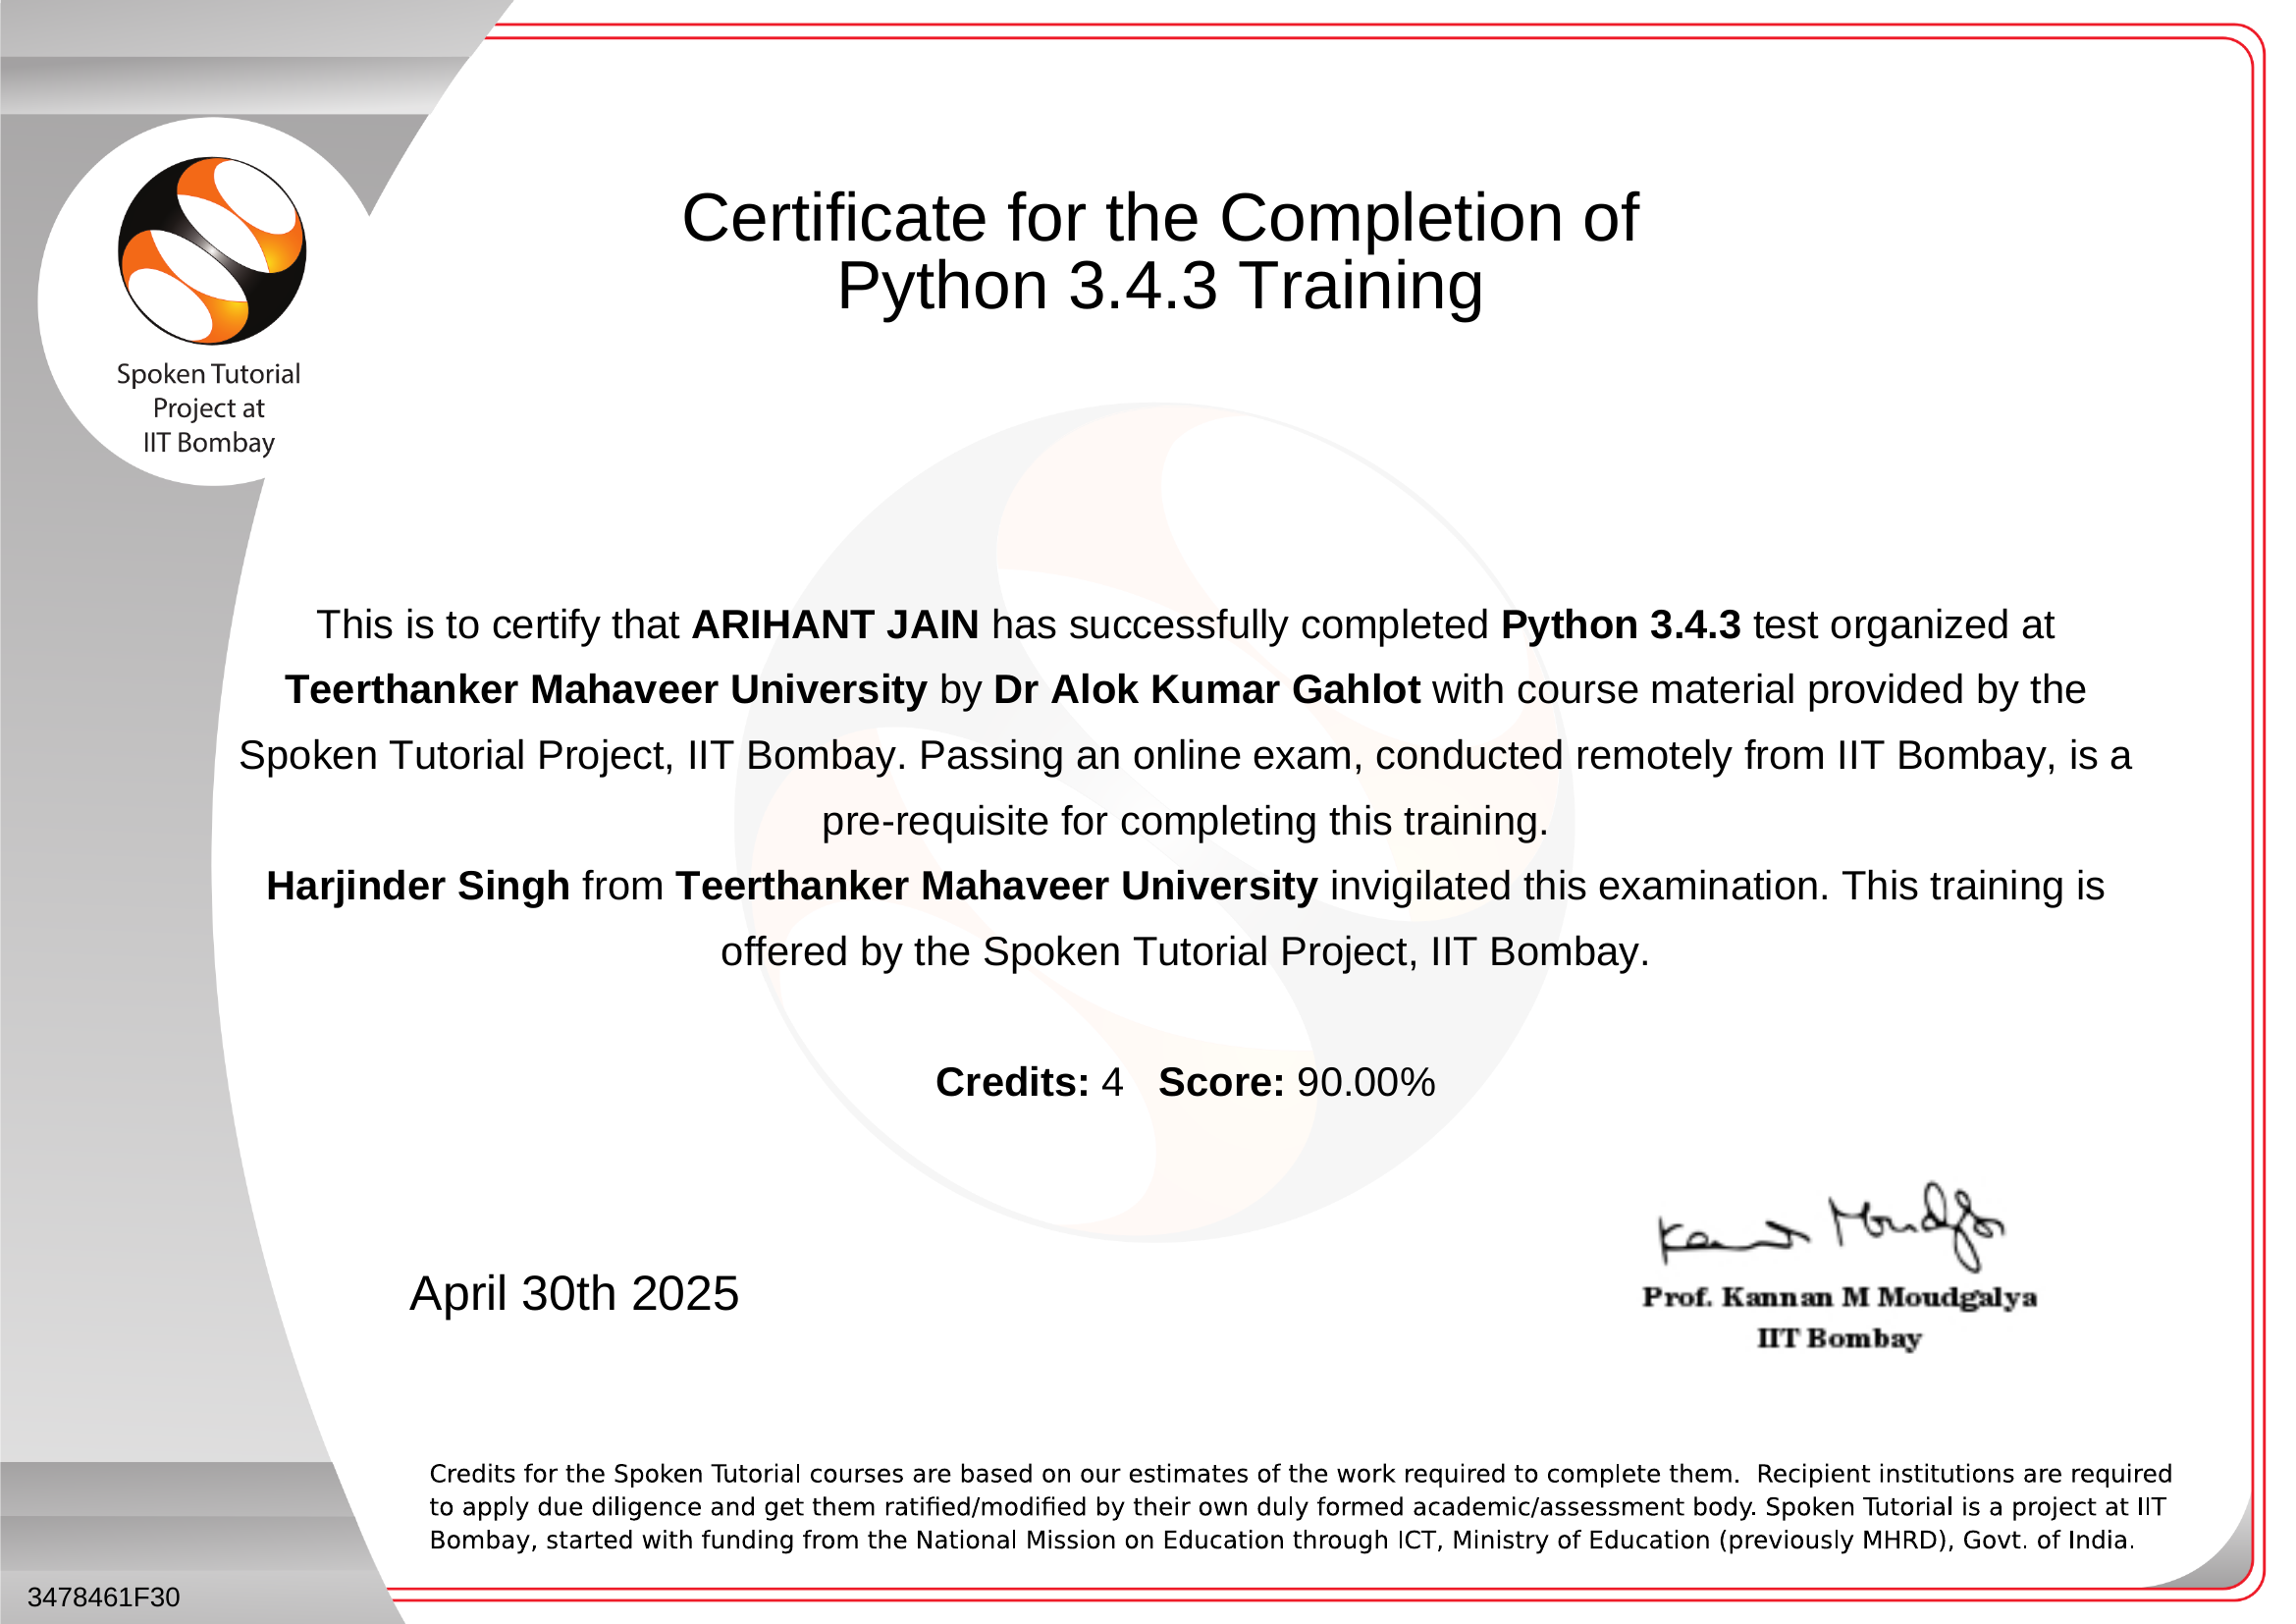 Certificate for the Completion of
Python 3.4.3 Training
Spoken Tutorial
Project at
IIT Bombay
This is to certify that ARIHANT JAIN has successfully completed Python 3.4.3 test organized at
Teerthanker Mahaveer University by Dr Alok Kumar Gahlot with course material provided by the
Spoken Tutorial Project, IIT Bombay. Passing an online exam, conducted remotely from IIT Bombay, is a
pre-requisite for completing this training.
Harjinder Singh from Teerthanker Mahaveer University invigilated this examination. This training is
offered by the Spoken Tutorial Project, IIT Bombay.
Credits: 4 Score: 90.00%
April 30th 2025
Kannan Moudgalya
Prof. Kannan M Moudgalya
IIT Bombay
Credits for the Spoken Tutorial courses are based on our estimates of the work required to complete them. Recipient institutions are required
to apply due diligence and get them ratified/modified by their own duly formed academic/assessment body. Spoken Tutorial is a project at IIT
Bombay, started with funding from the National Mission on Education through ICT, Ministry of Education (previously MHRD), Govt. of India.
3478461F30